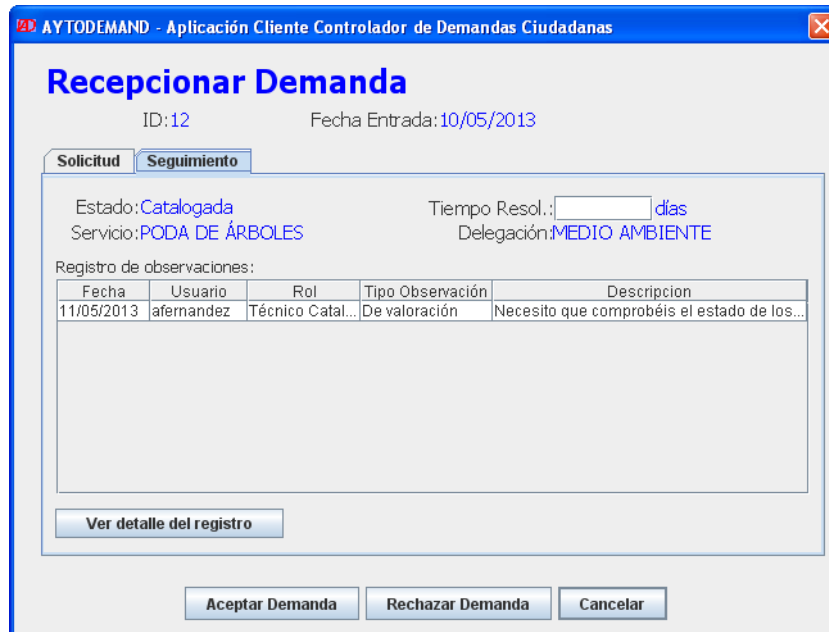 AYTODEMAND - Aplicación Cliente Controlador de Demandas Ciudadanas
Recepcionar Demanda
ID:12 Fecha Entrada:10/05/2013
Solicitud Seguimiento
Estado:Catalogada Tiempo Resol.: días
Servicio:PODA DE ÁRBOLES Delegación:MEDIO AMBIENTE
Registro de observaciones:
Fecha Usuario Rol Tipo Observación Descripcion
11/05/2013 afernandez Técnico Catal... De valoración Necesito que comprobéis el estado de los...
Ver detalle del registro
Aceptar Demanda Rechazar Demanda Cancelar